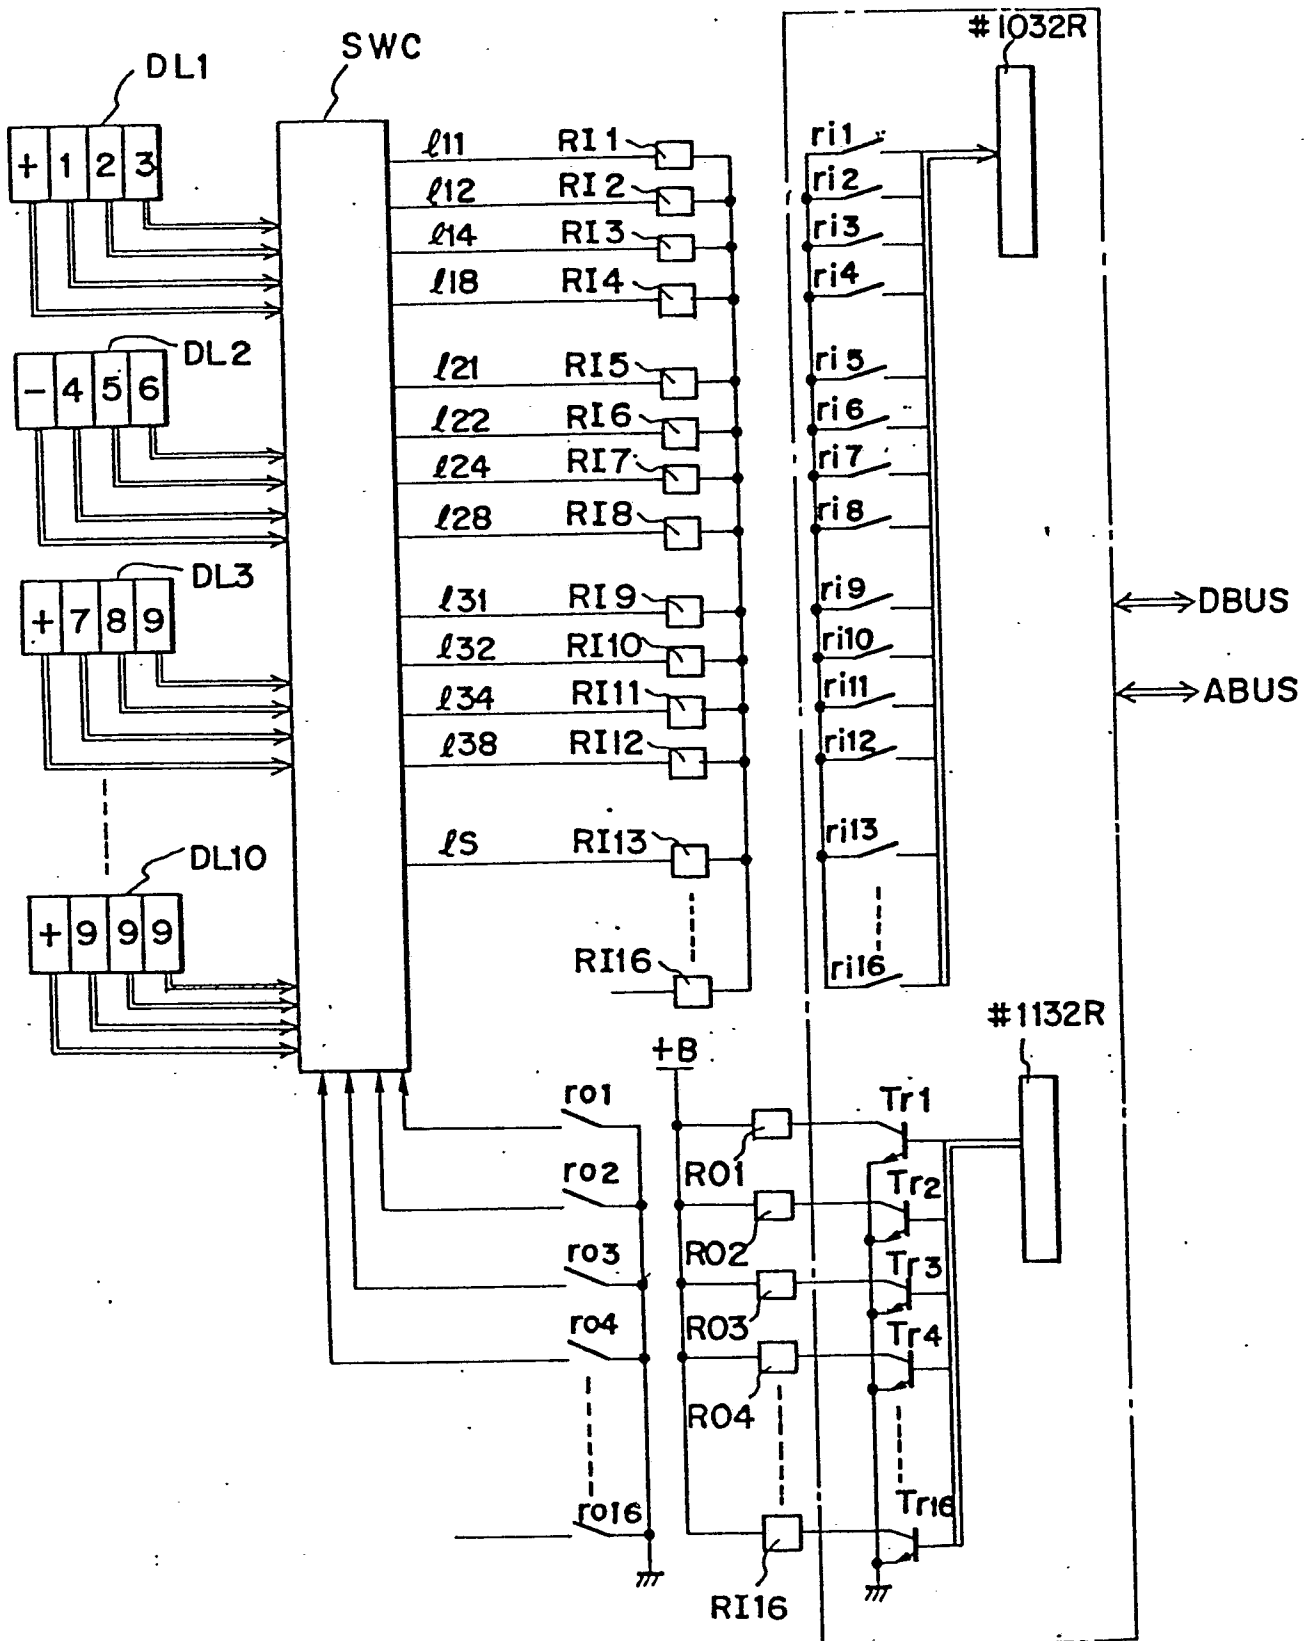 #1032R
SWC
DL1
+ 1 2 3
ℓ11 RI1 ri1
ℓ12 RI2 ri2
ℓ14 RI3 ri3
ℓ18 RI4 ri4
DL2
- 4 5 6
ℓ21 RI5 ri5
ℓ22 RI6 ri6
ℓ24 RI7 ri7
ℓ28 RI8 ri8
DL3
+ 7 8 9
ℓ31 RI9 ri9
DBUS
ℓ32 RI10 ri10
ℓ34 RI11 ri11
ABUS
ℓ38 RI12 ri12
ℓS RI13 ri13
DL10
+ 9 9 9
RI16 ri16
#1132R
+B
ro1 RO1 Tr1
ro2 RO2 Tr2
ro3 RO3 Tr3
ro4 RO4 Tr4
ro16 RI16 Tr16